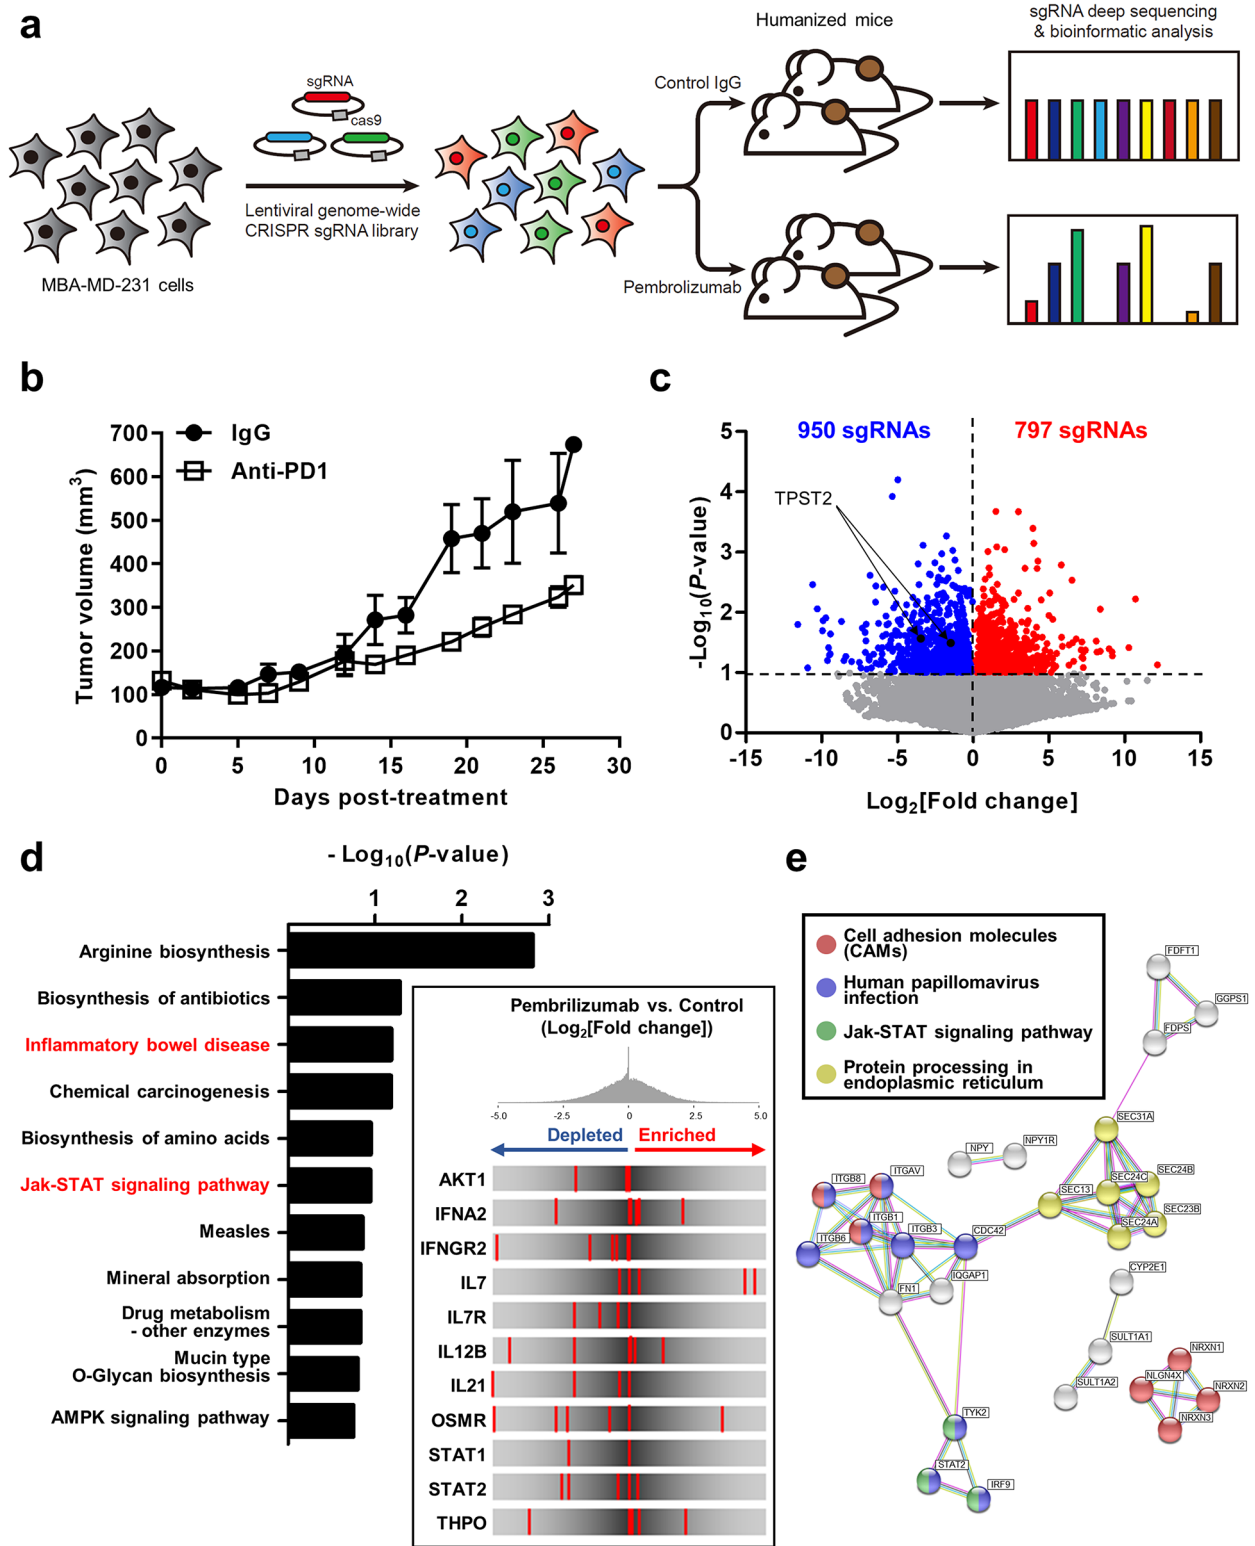 a
Humanized mice
sgRNA deep sequencing
& bioinformatic analysis
sgRNA
cas9
Control IgG
Lentiviral genome-wide
CRISPR sgRNA library
MBA-MD-231 cells
Pembrolizumab
b
IgG
Anti-PD1
Tumor volume (mm3)
700
600
500
400
300
200
100
0
0 5 10 15 20 25 30
Days post-treatment
c
950 sgRNAs
797 sgRNAs
TPST2
-Log10(P-value)
5
4
3
2
1
0
-15 -10 -5 0 5 10 15
Log2[Fold change]
d
- Log10(P-value)
1 2 3
Arginine biosynthesis
Biosynthesis of antibiotics
Inflammatory bowel disease
Chemical carcinogenesis
Biosynthesis of amino acids
Jak-STAT signaling pathway
Measles
Mineral absorption
Drug metabolism
- other enzymes
Mucin type
O-Glycan biosynthesis
AMPK signaling pathway
Pembrilizumab vs. Control
(Log2[Fold change])
-5.0 -2.5 0 2.5 5.0
Depleted Enriched
AKT1
IFNA2
IFNGR2
IL7
IL7R
IL12B
IL21
OSMR
STAT1
STAT2
THPO
e
Cell adhesion molecules
(CAMs)
Human papillomavirus
infection
Jak-STAT signaling pathway
Protein processing in
endoplasmic reticulum
FDFT1
GGPS1
FDPS
SEC31A
NPY
NPY1R
ITGB8
ITGAV
SEC24C
SEC24B
SEC13
ITGB1
ITGB3
CDC42
SEC23B
SEC24A
ITGB6
CYP2E1
IQGAP1
FN1
SULT1A1
SULT1A2
NRXN1
NLGN4X
NRXN2
NRXN3
TYK2
STAT2
IRF9